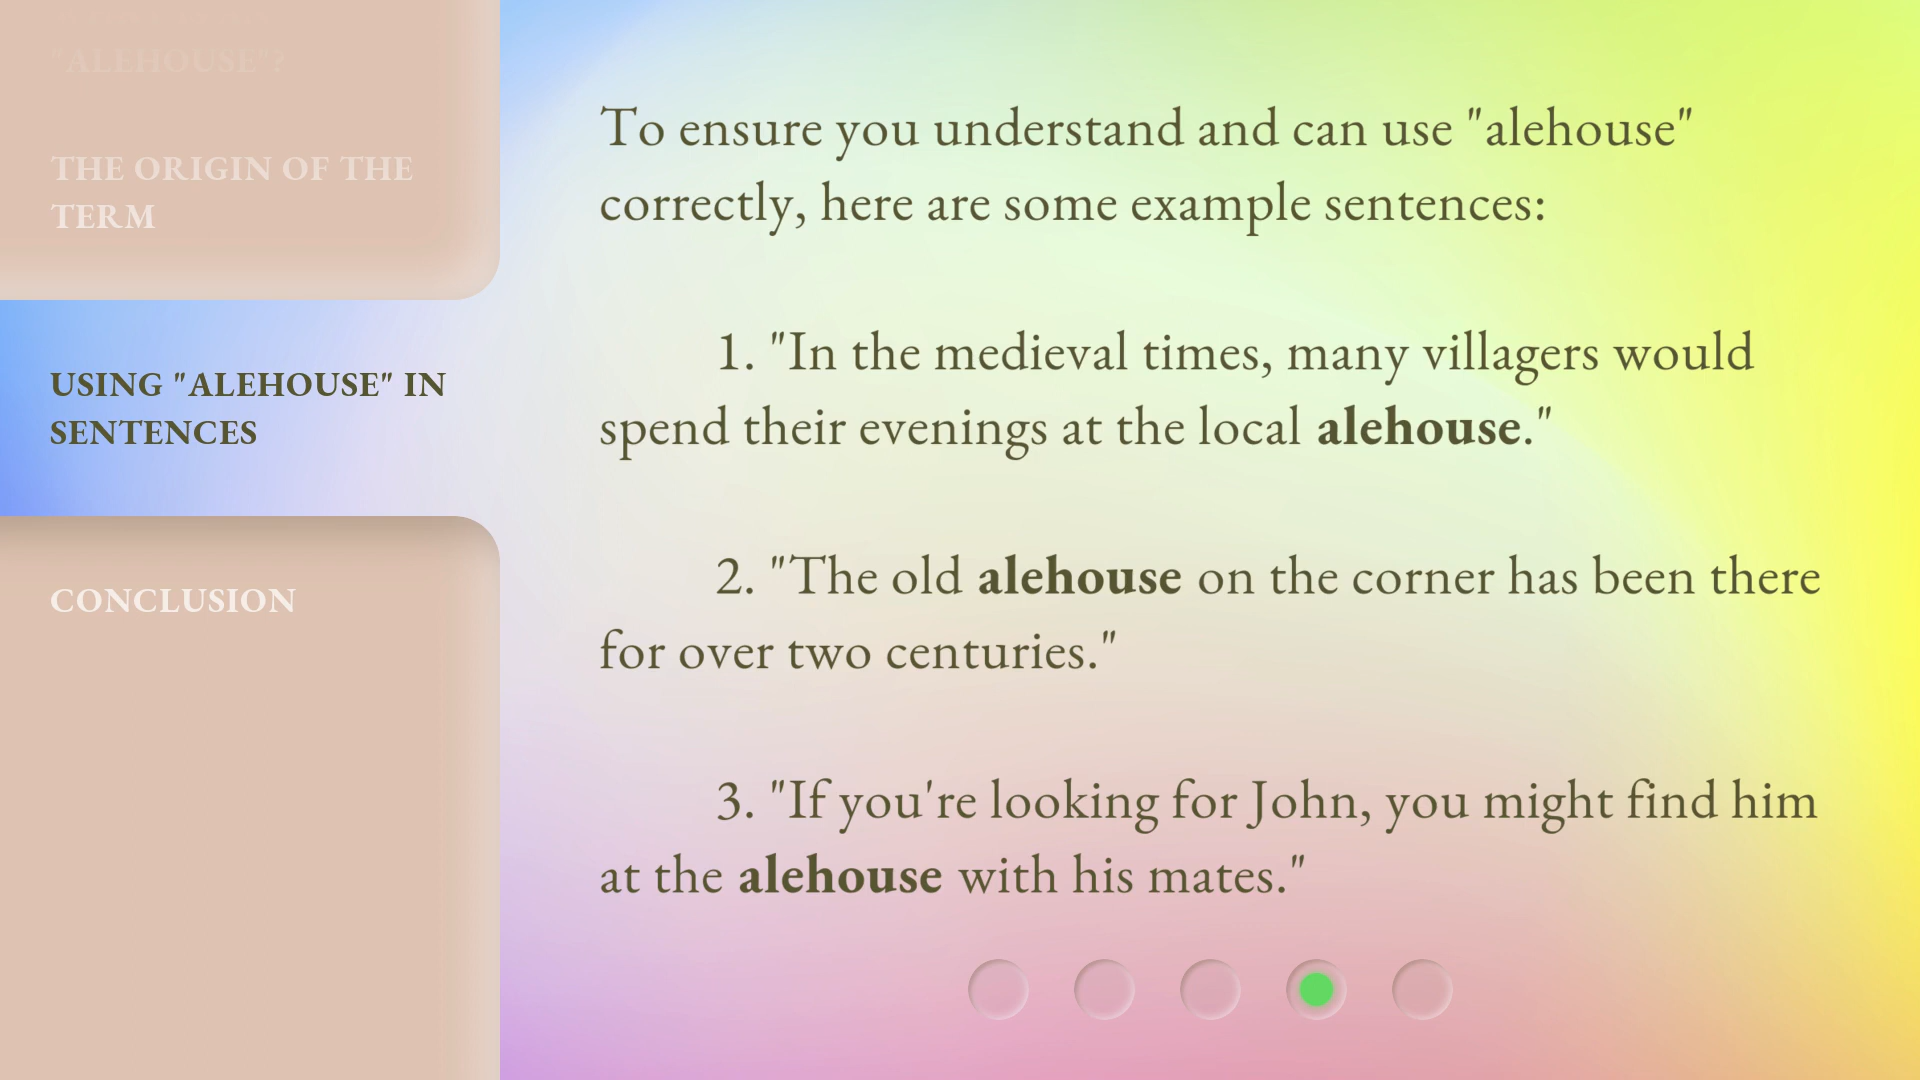 "ALEHOUSE"?
THE ORIGIN OF THE
TERM
USING "ALEHOUSE" IN
SENTENCES
CONCLUSION
To ensure you understand and can use "alehouse"
correctly, here are some example sentences:
1. "In the medieval times, many villagers would
spend their evenings at the local alehouse."
2. "The old alehouse on the corner has been there
for over two centuries."
3. "If you're looking for John, you might find him
at the alehouse with his mates."